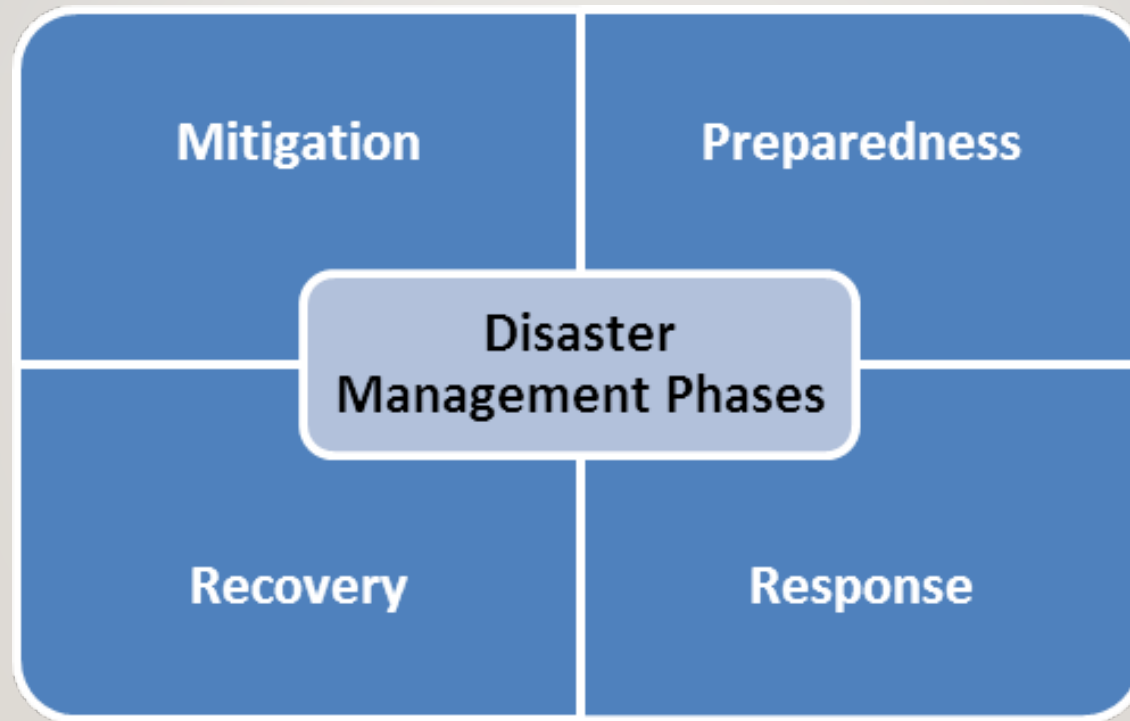 Mitigation
Preparedness
Disaster
Management Phases
Recovery
Response